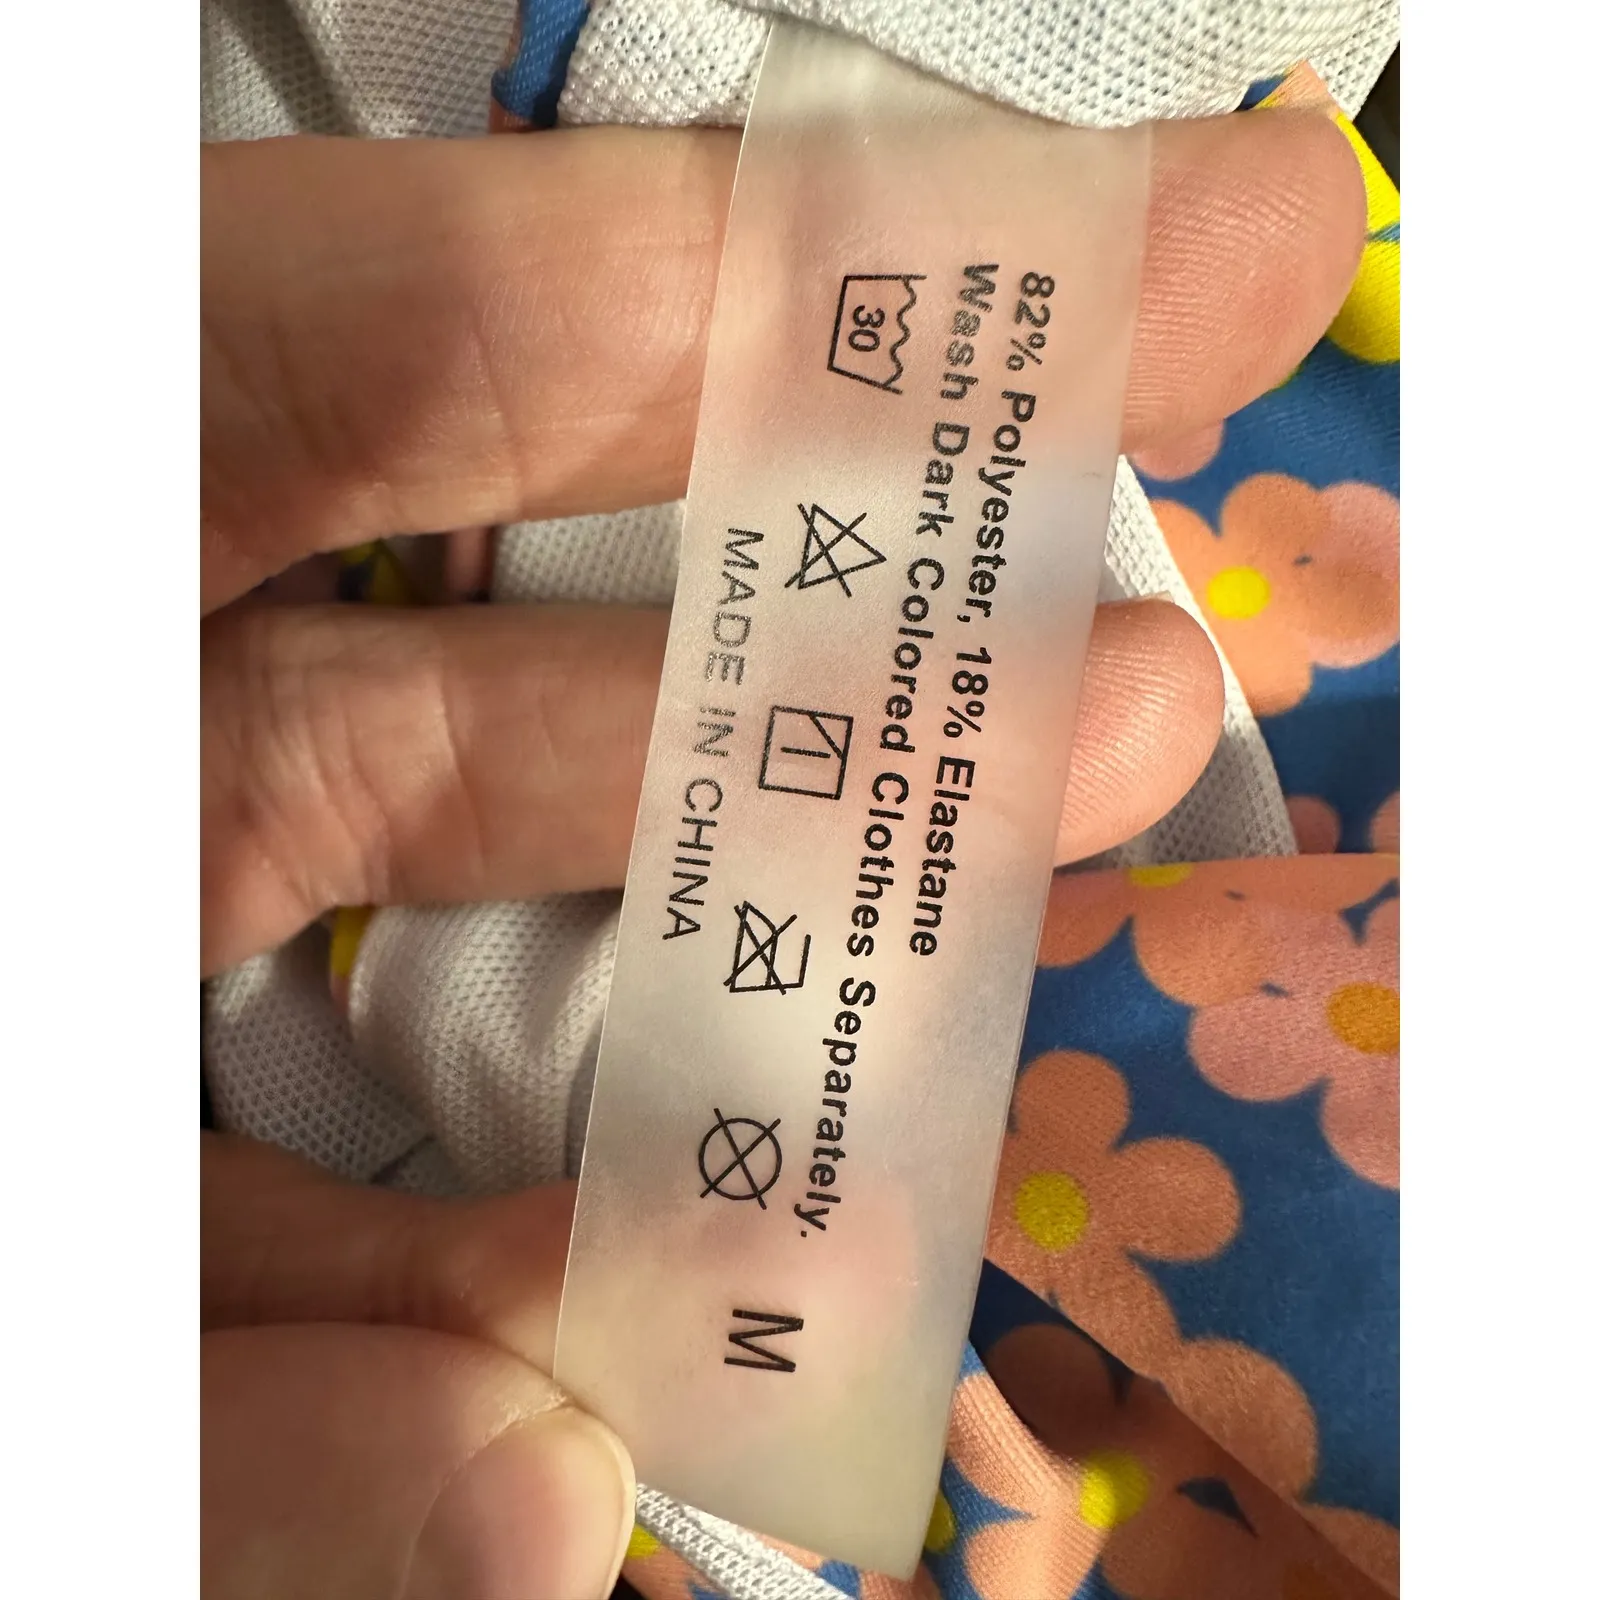 82% Polyester, 18% Elastane
Wash Dark Colored Clothes Separately.
30
M
MADE IN CHINA